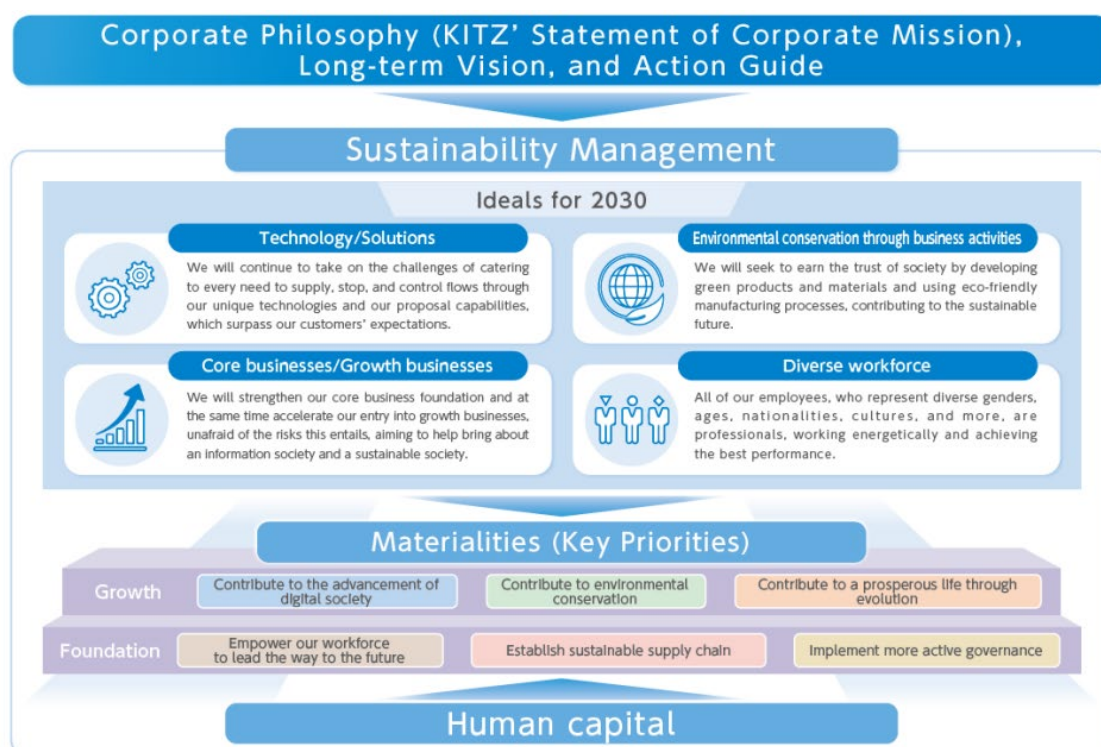 Corporate Philosophy (KITZ' Statement of Corporate Mission),
Long-term Vision, and Action Guide
Sustainability Management
Ideals for 2030
Technology/Solutions
We will continue to take on the challenges of catering
to every need to supply, stop, and control flows through
our unique technologies and our proposal capabilities,
which surpass our customers' expectations.
Environmental conservation through business activities
We will seek to earn the trust of society by developing
green products and materials and using eco-friendly
manufacturing processes, contributing to the sustainable
future.
Core businesses/Growth businesses
We will strengthen our core business foundation and at
the same time accelerate our entry into growth businesses,
unafraid of the risks this entails, aiming to help bring about
an information society and a sustainable society.
Diverse workforce
All of our employees, who represent diverse genders,
ages, nationalities, cultures, and more, are
professionals, working energetically and achieving
the best performance.
Materialities (Key Priorities)
Growth
Contribute to the advancement of
digital society
Contribute to environmental
conservation
Contribute to a prosperous life through
evolution
Foundation
Empower our workforce
to lead the way to the future
Establish sustainable supply chain
Implement more active governance
Human capital